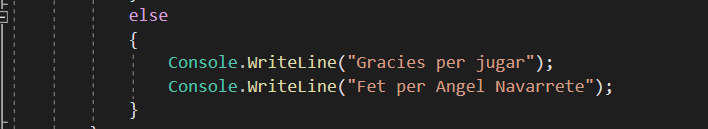 else
{
Console.WriteLine("Gracies per jugar");
Console.WriteLine("Fet per Angel Navarrete");
}